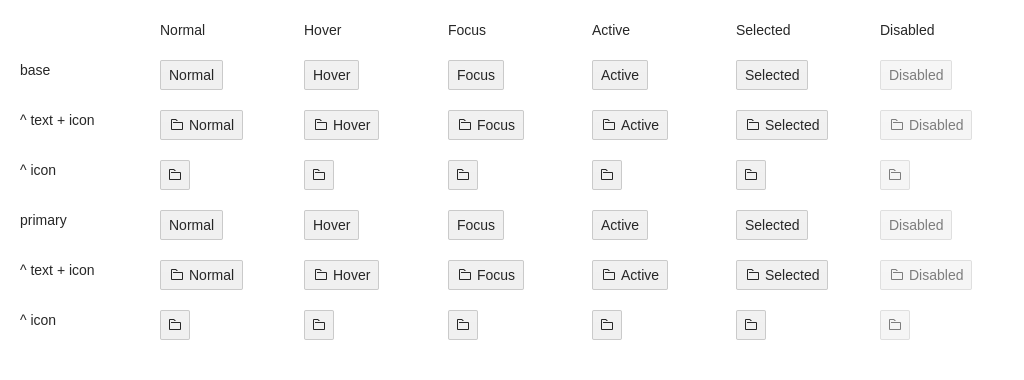 Normal Hover Focus Active Selected Disabled
base Normal Hover Focus Active Selected Disabled
^ text + icon Normal Hover Focus Active Selected Disabled
^ icon
primary Normal Hover Focus Active Selected Disabled
^ text + icon Normal Hover Focus Active Selected Disabled
^ icon